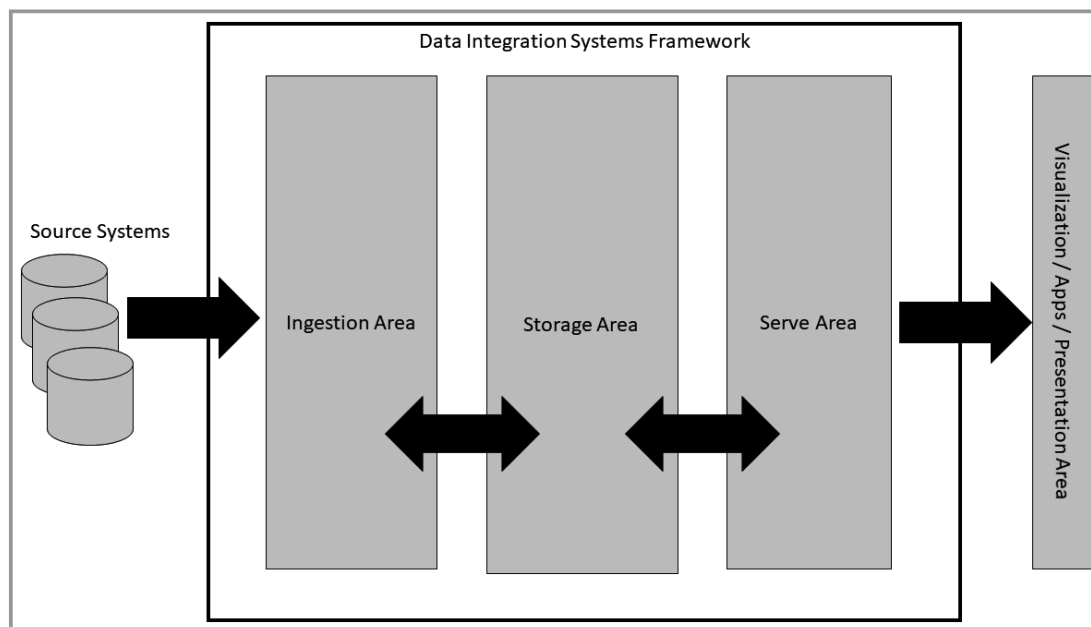 Data Integration Systems Framework
Source Systems
Ingestion Area
Storage Area
Serve Area
Visualization / Apps / Presentation Area